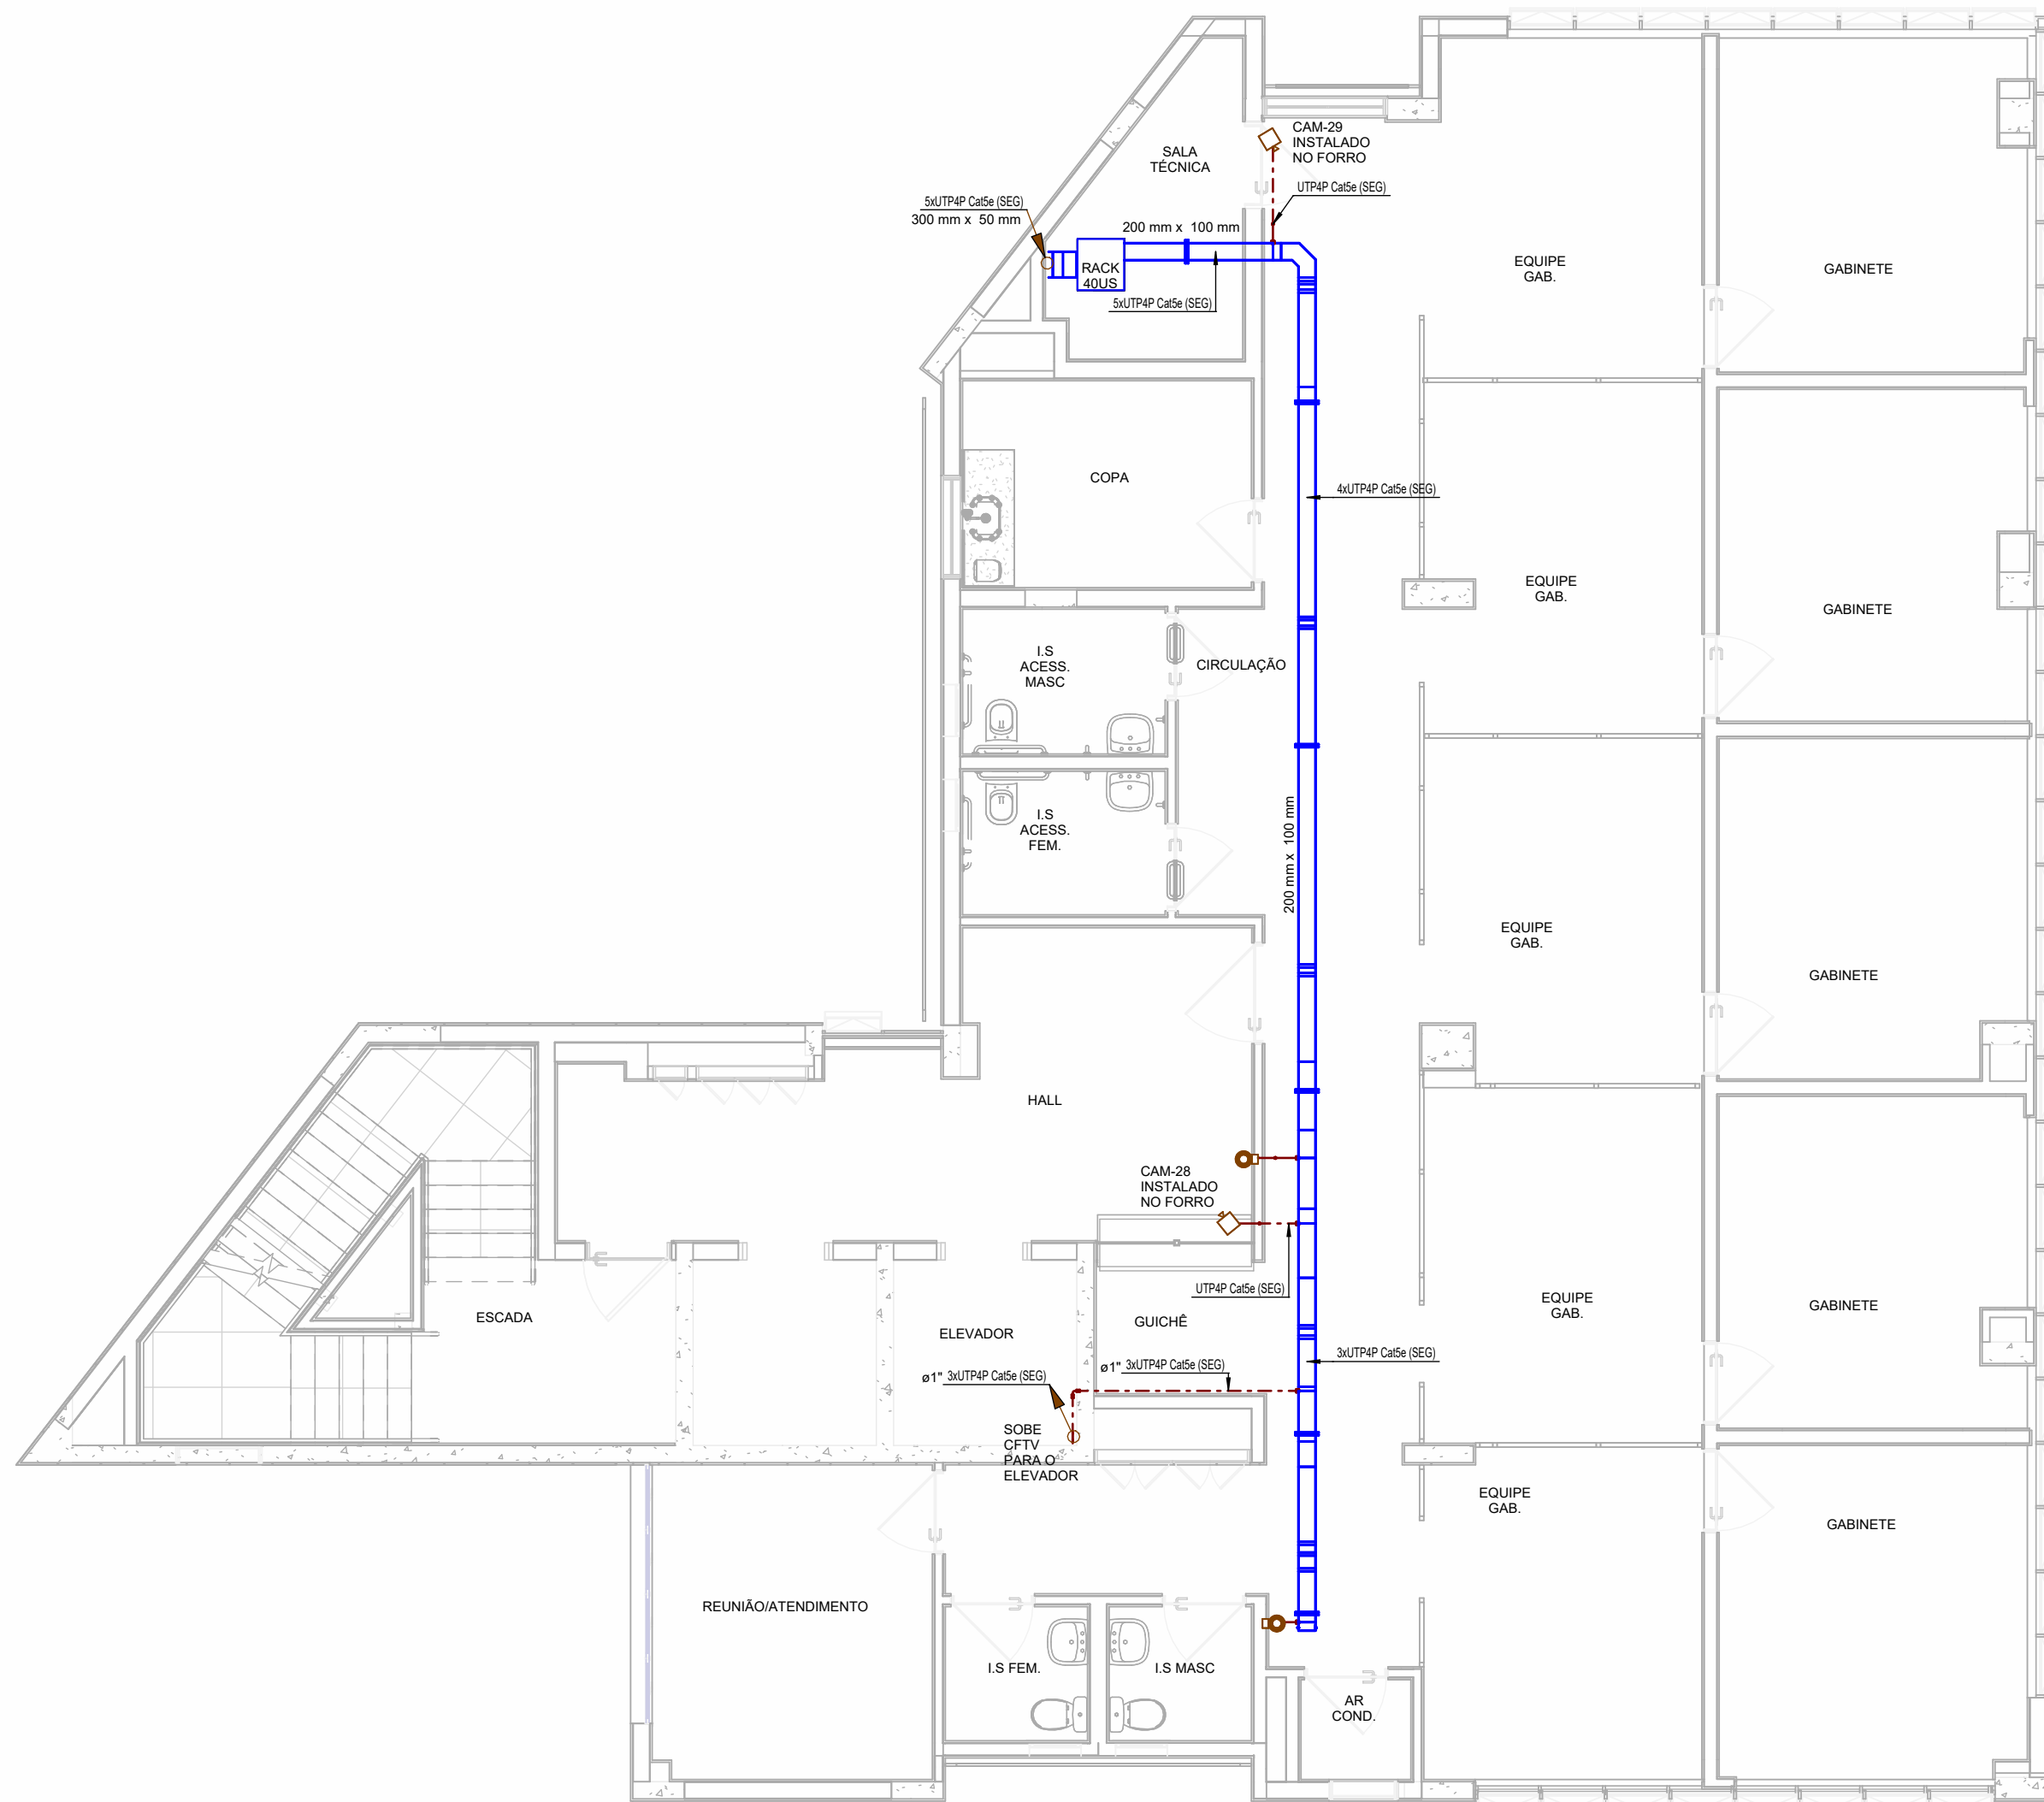 CAM-29
INSTALADO
NO FORRO
SALA
TÉCNICA
UTP4P Cat5e (SEG)
5xUTP4P Cat5e (SEG)
300 mm x  50 mm
200 mm x  100 mm
RACK
40US
5xUTP4P Cat5e (SEG)
EQUIPE
GAB.
GABINETE
COPA
4xUTP4P Cat5e (SEG)
EQUIPE
GAB.
GABINETE
I.S
ACESS.
MASC
CIRCULAÇÃO
I.S
ACESS.
FEM.
200 mm x  100 mm
EQUIPE
GAB.
GABINETE
HALL
CAM-28
INSTALADO
NO FORRO
UTP4P Cat5e (SEG)
EQUIPE
GAB.
GABINETE
ESCADA
ELEVADOR
GUICHÊ
3xUTP4P Cat5e (SEG)
ø1" 3xUTP4P Cat5e (SEG)
ø1" 3xUTP4P Cat5e (SEG)
SOBE
CFTV
PARA O
ELEVADOR
EQUIPE
GAB.
GABINETE
REUNIÃO/ATENDIMENTO
I.S FEM.
I.S MASC
AR
COND.